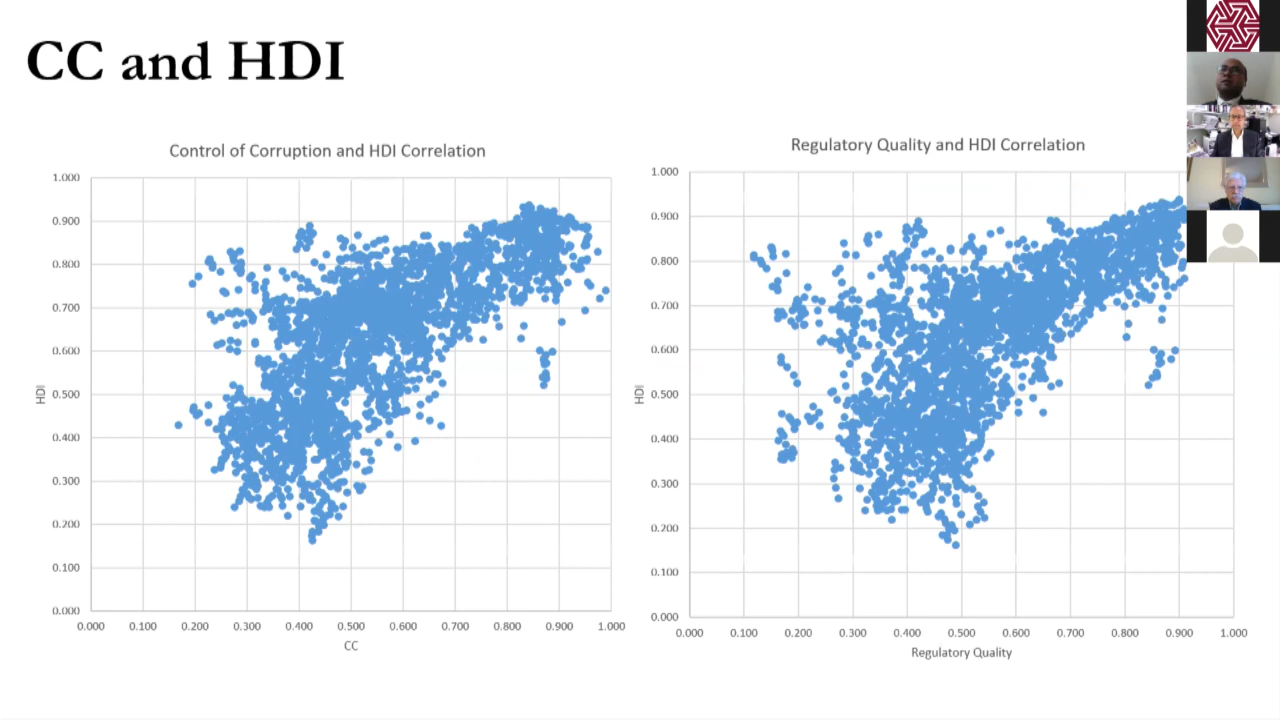 CC and HDI
Control of Corruption and HDI Correlation
1.000
0.900
0.800
0.700
0.600
0.500
0.400
0.300
0.200
0.100
0.000
HDI
0.000 0.100 0.200 0.300 0.400 0.500 0.600 0.700 0.800 0.900 1.000
CC
Regulatory Quality and HDI Correlation
1.000
0.900
0.800
0.700
0.600
0.500
0.400
0.300
0.200
0.100
0.000
HDI
0.000 0.100 0.200 0.300 0.400 0.500 0.600 0.700 0.800 0.900 1.000
Regulatory Quality